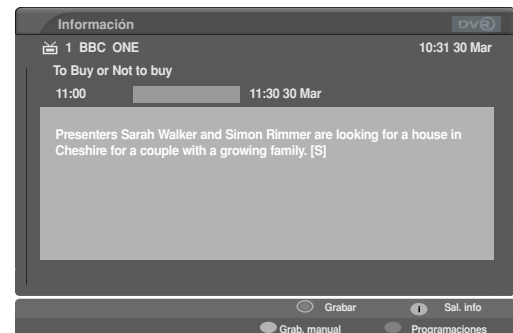 Información DVR
1 BBC ONE 10:31 30 Mar
To Buy or Not to buy
11:00 11:30 30 Mar
Presenters Sarah Walker and Simon Rimmer are looking for a house in
Cheshire for a couple with a growing family. [S]
Grabar i Sal. info
Grab. manual Programaciones